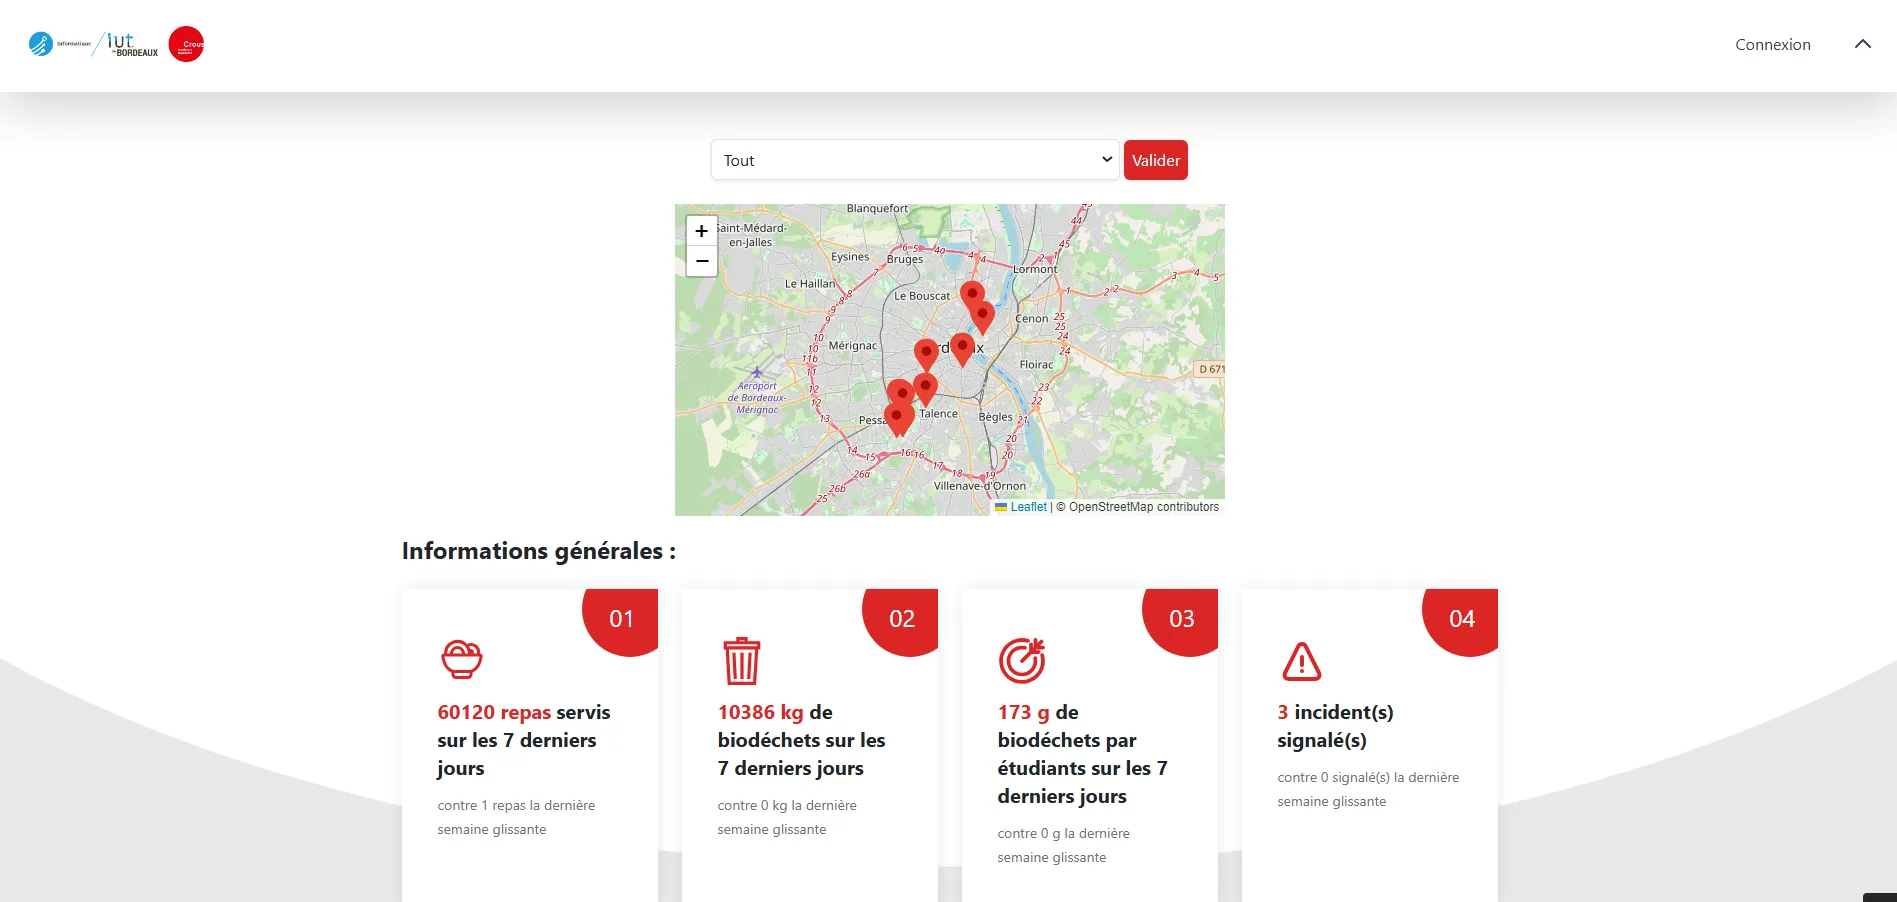 Informatique
iut
de BORDEAUX
Crous
Connexion
Tout
Valider
+
−
Blanquefort
Saint-Médard-
en-Jalles
Eysines
Bruges
Lormont
Le Haillan
Le Bouscat
Cenon
Mérignac
Floirac
D 671
Aéroport
de Bordeaux-
Mérignac
Talence
Bègles
Villenave-d'Ornon
Leaflet | © OpenStreetMap contributors
Informations générales :
01
60120 repas servis
sur les 7 derniers
jours
contre 1 repas la dernière
semaine glissante
02
10386 kg de
biodéchets sur les
7 derniers jours
contre 0 kg la dernière
semaine glissante
03
173 g de
biodéchets par
étudiants sur les 7
derniers jours
contre 0 g la dernière
semaine glissante
04
3 incident(s)
signalé(s)
contre 0 signalé(s) la dernière
semaine glissante